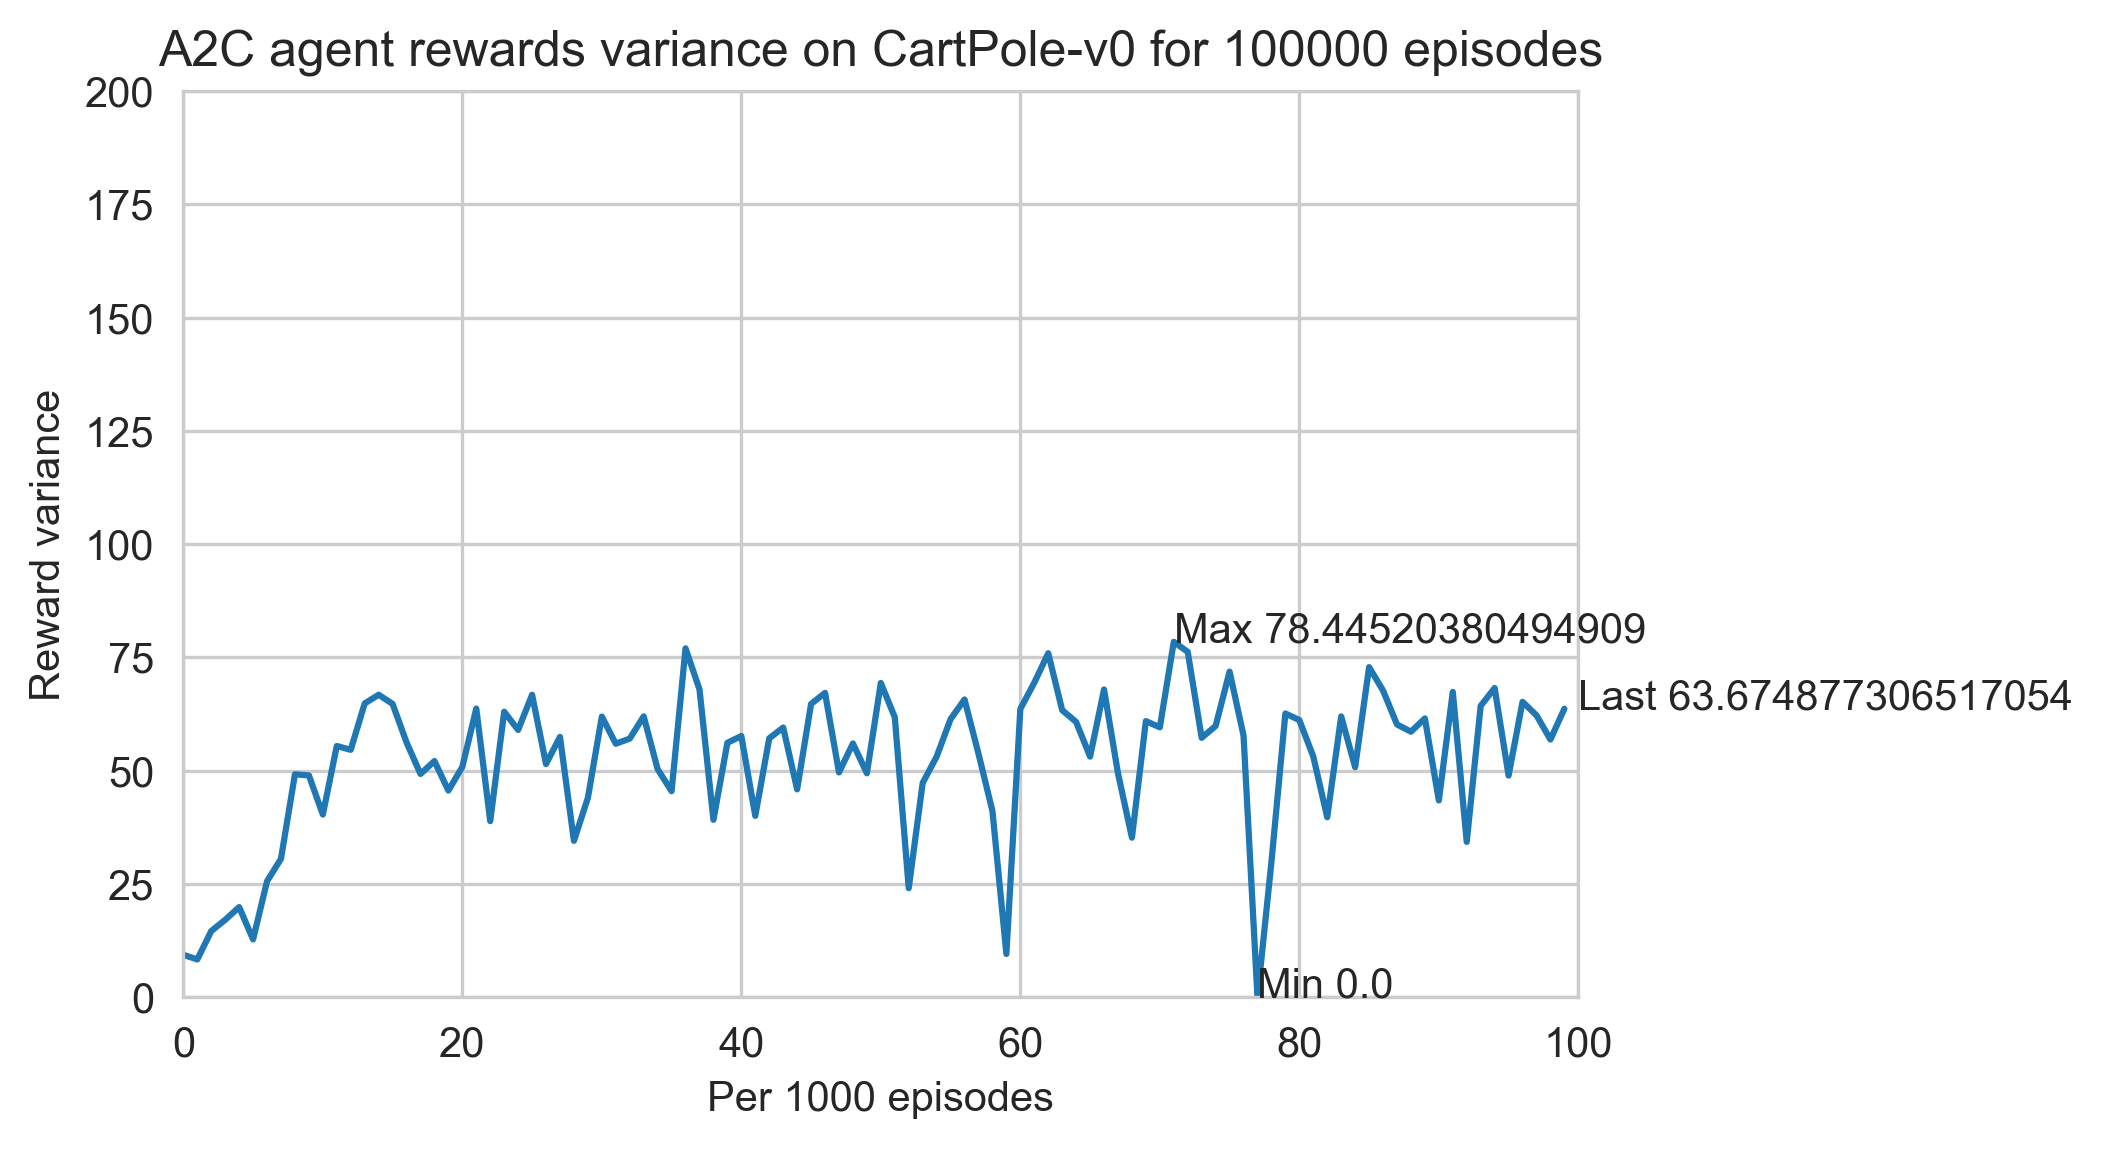 A2C agent rewards variance on CartPole-v0 for 100000 episodes
200
175
150
125
100
75
50
25
0
Reward variance
Max 78.44520380494909
Last 63.674877306517054
Min 0.0
0 20 40 60 80 100
Per 1000 episodes